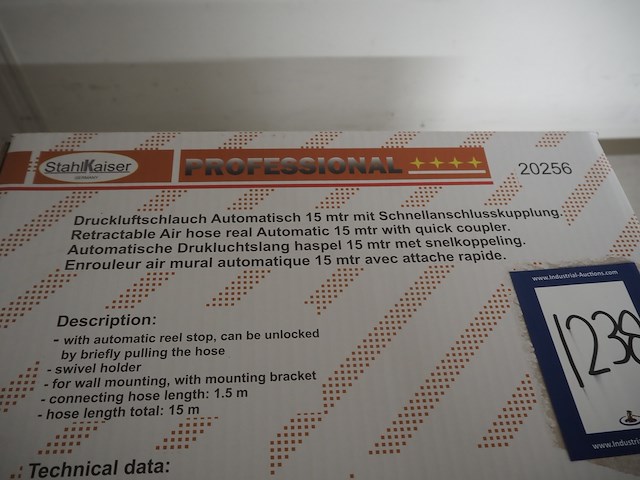 StahlKaiser
GERMANY
PROFESSIONAL
20256
Druckluftschlauch Automatisch 15 mtr mit Schnellanschlusskupplung.
Retractable Air hose real Automatic 15 mtr with quick coupler.
Automatische Drukluchtslang haspel 15 mtr met snelkoppeling.
Enrouleur air mural automatique 15 mtr avec attache rapide.
Description:
- with automatic reel stop, can be unlocked
by briefly pulling the hose
- swivel holder
- for wall mounting, with mounting bracket
- connecting hose length: 1.5 m
- hose length total: 15 m
Technical data:
www.Industrial-Auctions.com
1238